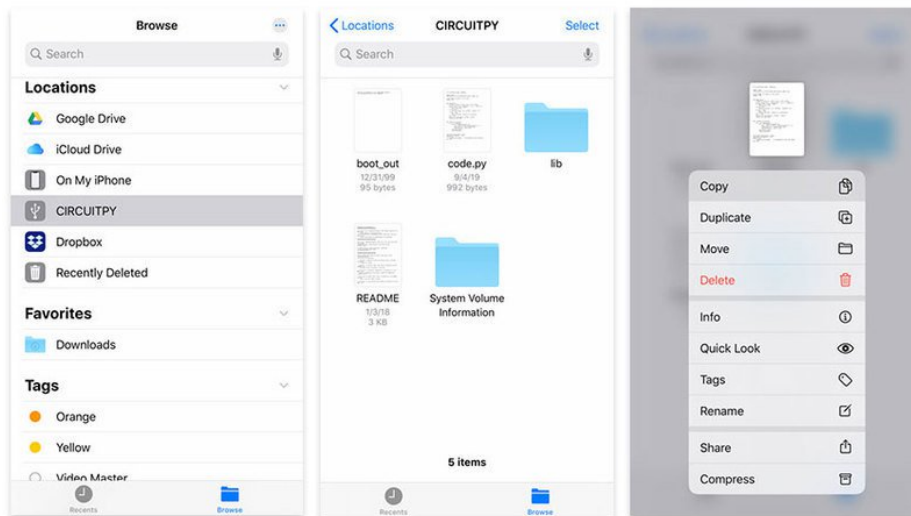 Browse
Search
Locations
Google Drive
iCloud Drive
On My iPhone
CIRCUITPY
Dropbox
Recently Deleted
Favorites
Downloads
Tags
Orange
Yellow
Video Master
Recents
Browse
Locations CIRCUITPY Select
Search
boot_out code.py lib
12/31/99 9/4/19
95 bytes 992 bytes
README System Volume
1/3/18 Information
3 KB
5 items
Recents Browse
Copy
Duplicate
Move
Delete
Info
Quick Look
Tags
Rename
Share
Compress